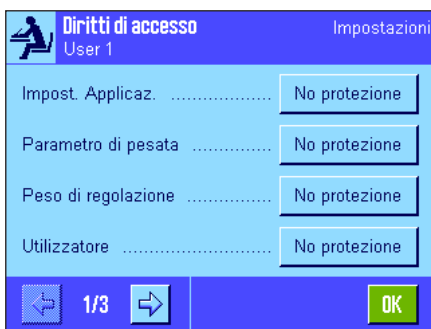 Diritti di accesso Impostazioni
User 1
Impost. Applicaz. .................. No protezione
Parametro di pesata ............... No protezione
Peso di regolazione ................ No protezione
Utilizzatore ........................... No protezione
1/3 OK